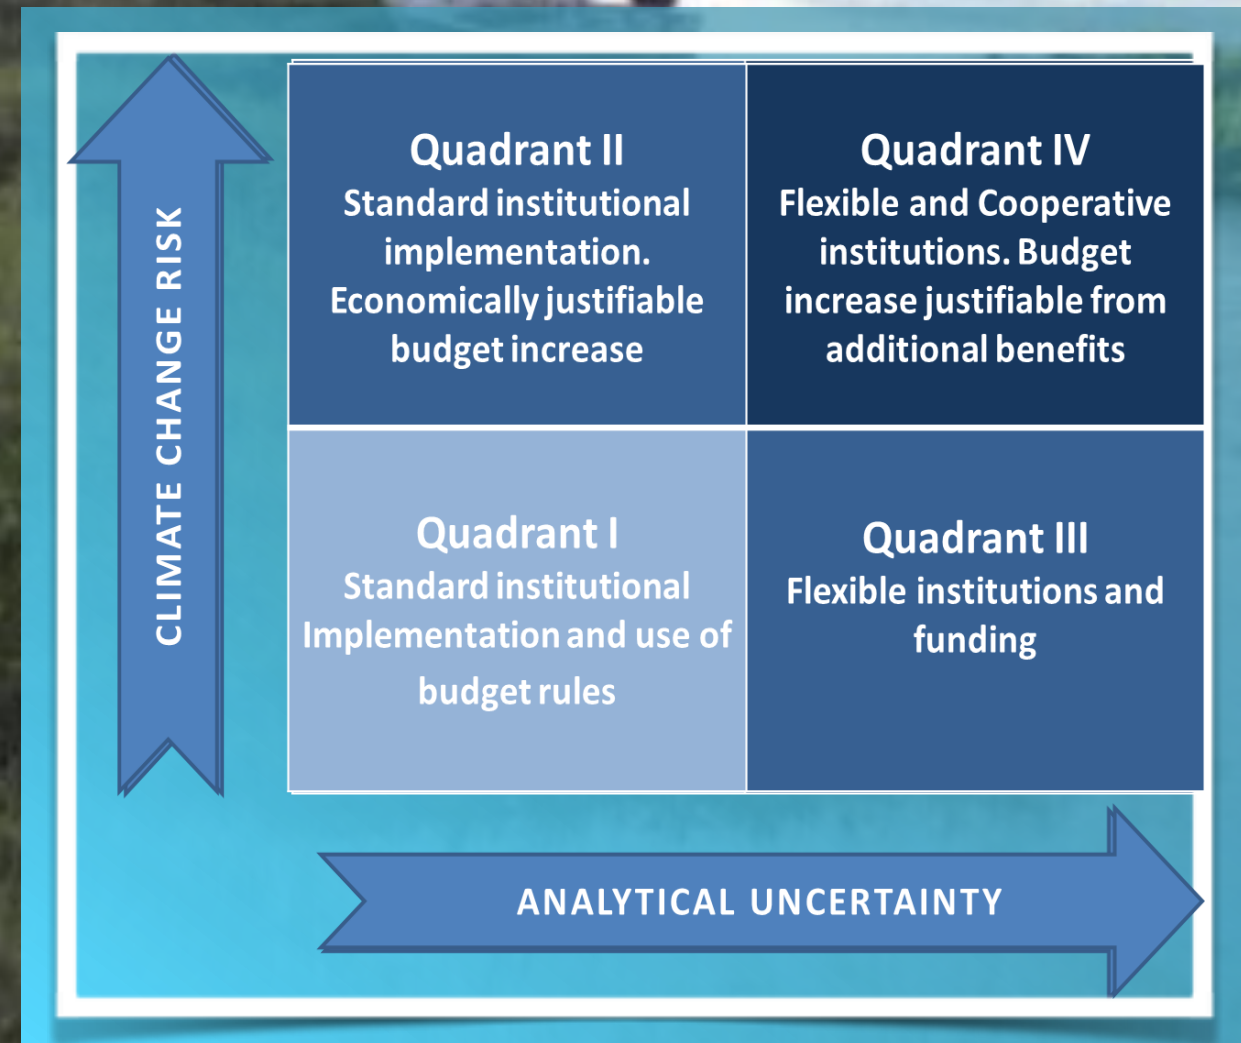 CLIMATE CHANGE RISK
Quadrant II
Standard institutional
implementation.
Economically justifiable
budget increase
Quadrant IV
Flexible and Cooperative
institutions. Budget
increase justifiable from
additional benefits
Quadrant I
Standard institutional
Implementation and use of
budget rules
Quadrant III
Flexible institutions and
funding
ANALYTICAL UNCERTAINTY